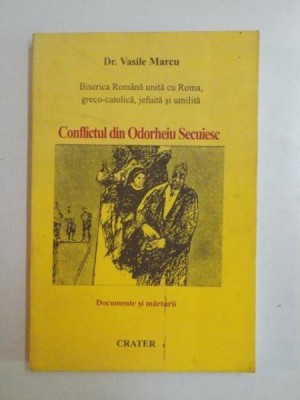 Dr. Vasile Marcu
Biserica Română unită cu Roma,
greco-catolică, jefuită și umilită
Conflictul din Odorheiu Secuiesc
Documente și mărturii
CRATER